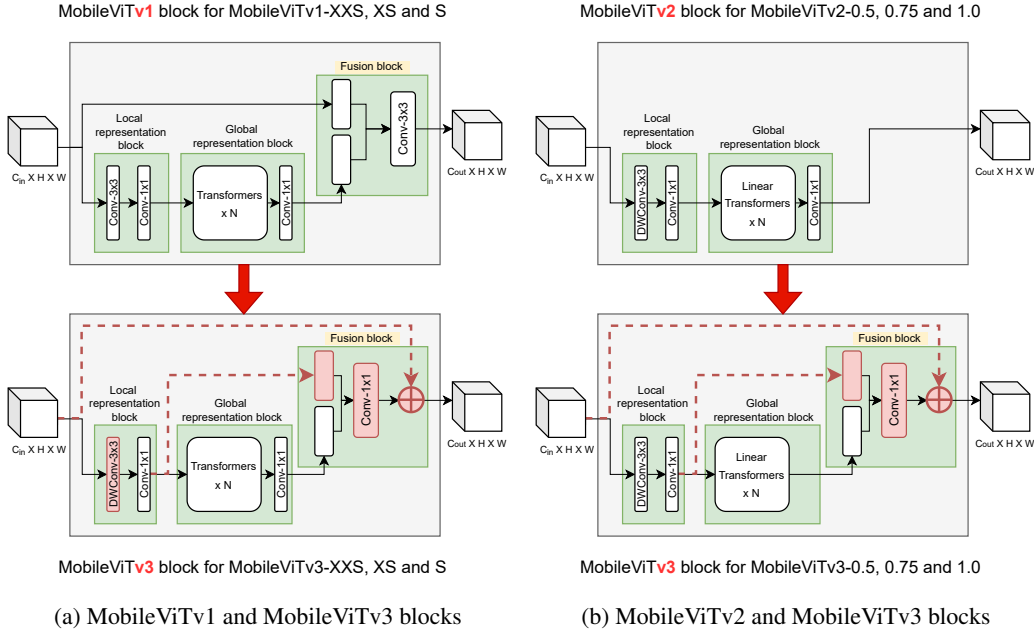 MobileViTv1 block for MobileViTv1-XXS, XS and S
Fusion block
Local
representation
block
Global
representation block
Conv-3x3
Conv-1x1
Transformers
x N
Conv-1x1
Conv-3x3
Cin X H X W
Cout X H X W
MobileViTv2 block for MobileViTv2-0.5, 0.75 and 1.0
Local
representation
block
Global
representation block
DWConv-3x3
Conv-1x1
Linear
Transformers
x N
Conv-1x1
Cin X H X W
Cout X H X W
Fusion block
Local
representation
block
Global
representation block
DWConv-3x3
Conv-1x1
Transformers
x N
Conv-1x1
Conv-1x1
Cin X H X W
Cout X H X W
MobileViTv3 block for MobileViTv3-XXS, XS and S
Fusion block
Local
representation
block
Global
representation block
DWConv-3x3
Conv-1x1
Linear
Transformers
x N
Conv-1x1
Cin X H X W
Cout X H X W
MobileViTv3 block for MobileViTv3-0.5, 0.75 and 1.0
(a) MobileViTv1 and MobileViTv3 blocks
(b) MobileViTv2 and MobileViTv3 blocks